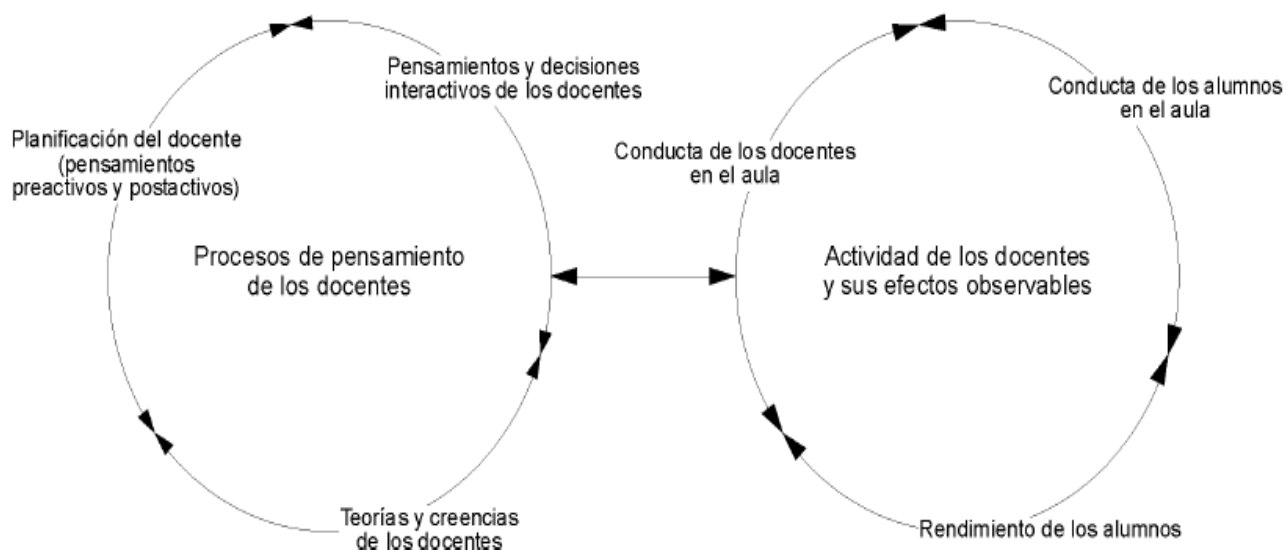 Pensamientos y decisiones
interactivos de los docentes
Planificación del docente
(pensamientos
preactivos y postactivos)
Procesos de pensamiento
de los docentes
Teorías y creencias
de los docentes
Conducta de los alumnos
en el aula
Conducta de los docentes
en el aula
Actividad de los docentes
y sus efectos observables
Rendimiento de los alumnos